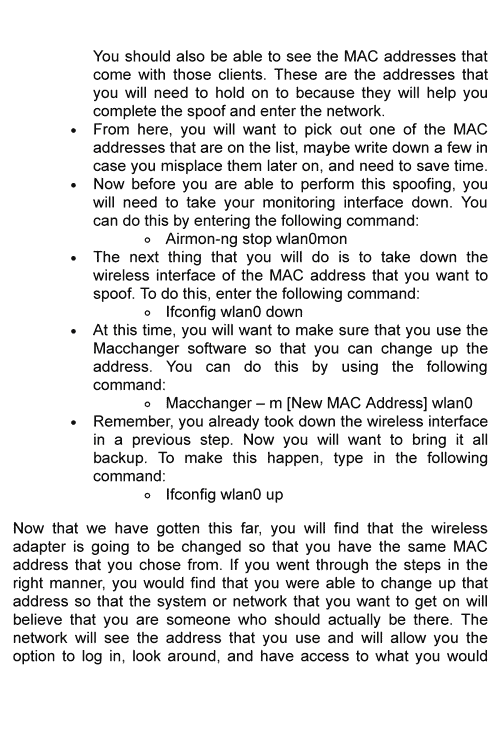 You should also be able to see the MAC addresses that
come with those clients. These are the addresses that
you will need to hold on to because they will help you
complete the spoof and enter the network.
• From here, you will want to pick out one of the MAC
addresses that are on the list, maybe write down a few in
case you misplace them later on, and need to save time.
• Now before you are able to perform this spoofing, you
will need to take your monitoring interface down. You
can do this by entering the following command:
◦ Airmon-ng stop wlan0mon
• The next thing that you will do is to take down the
wireless interface of the MAC address that you want to
spoof. To do this, enter the following command:
◦ Ifconfig wlan0 down
• At this time, you will want to make sure that you use the
Macchanger software so that you can change up the
address. You can do this by using the following
command:
◦ Macchanger – m [New MAC Address] wlan0
• Remember, you already took down the wireless interface
in a previous step. Now you will want to bring it all
backup. To make this happen, type in the following
command:
◦ Ifconfig wlan0 up
Now that we have gotten this far, you will find that the wireless
adapter is going to be changed so that you have the same MAC
address that you chose from. If you went through the steps in the
right manner, you would find that you were able to change up that
address so that the system or network that you want to get on will
believe that you are someone who should actually be there. The
network will see the address that you use and will allow you the
option to log in, look around, and have access to what you would